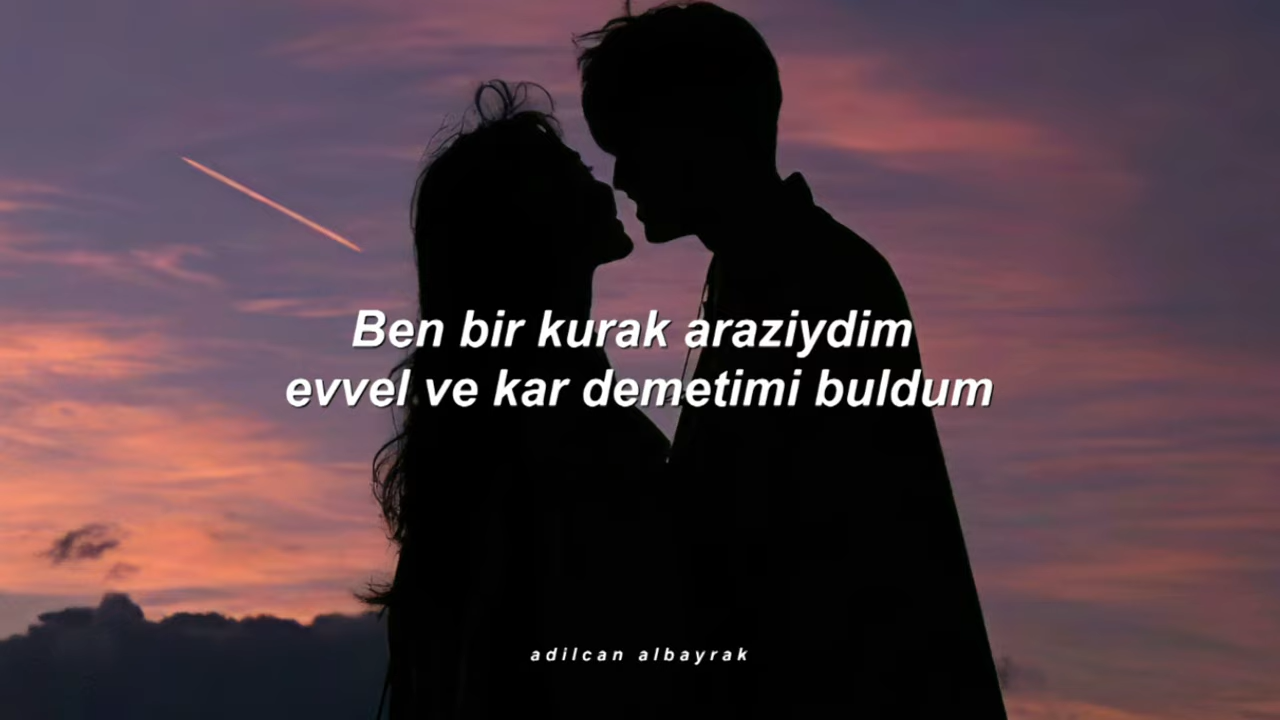 Ben bir kurak araziydim
evvel ve kar demetimi buldum
adilcan albayrak